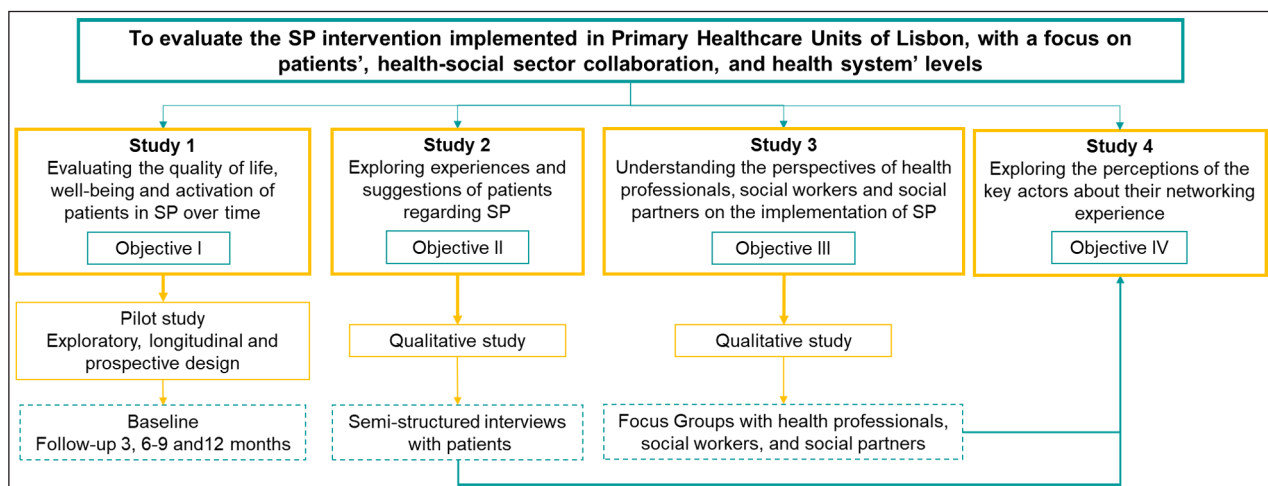 To evaluate the SP intervention implemented in Primary Healthcare Units of Lisbon, with a focus on
patients', health-social sector collaboration, and health system' levels
Study 1
Evaluating the quality of life,
well-being and activation of
patients in SP over time
Objective I
Study 2
Exploring experiences and
suggestions of patients
regarding SP
Objective II
Study 3
Understanding the perspectives of health
professionals, social workers and social
partners on the implementation of SP
Objective III
Study 4
Exploring the perceptions of the
key actors about their networking
experience
Objective IV
Pilot study
Exploratory, longitudinal and
prospective design
Qualitative study
Qualitative study
Baseline
Follow-up 3, 6-9 and12 months
Semi-structured interviews
with patients
Focus Groups with health professionals,
social workers, and social partners